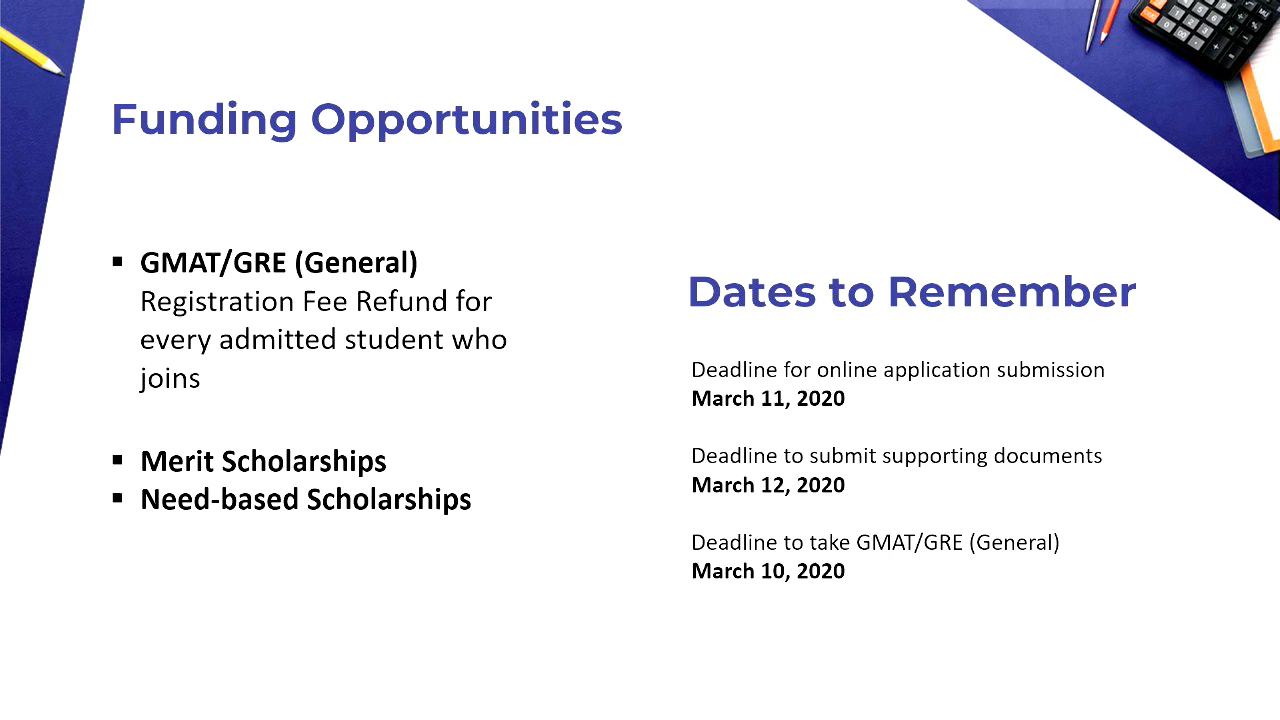 Funding Opportunities
▪ GMAT/GRE (General)
Registration Fee Refund for
every admitted student who
joins
▪ Merit Scholarships
▪ Need-based Scholarships
Dates to Remember
Deadline for online application submission
March 11, 2020
Deadline to submit supporting documents
March 12, 2020
Deadline to take GMAT/GRE (General)
March 10, 2020